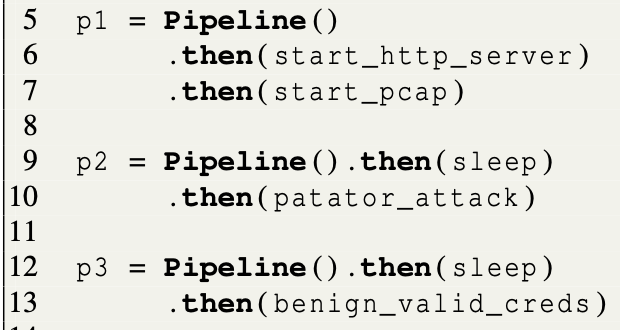 5 p1 = Pipeline()
6 .then(start_http_server)
7 .then(start_pcap)
8
9 p2 = Pipeline().then(sleep)
10 .then(patator_attack)
11
12 p3 = Pipeline().then(sleep)
13 .then(benign_valid_creds)